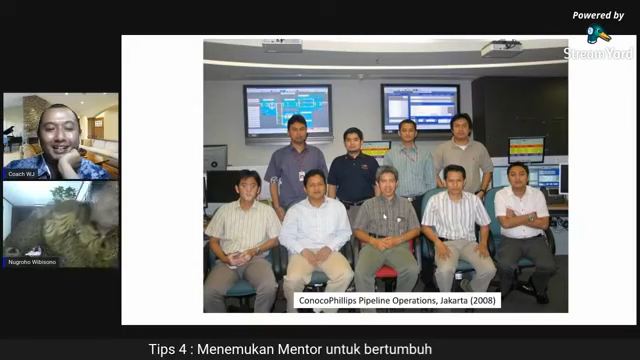 Powered by
StreamYard
Coach WJ
Nugroho Wibisono
ConocoPhillips Pipeline Operations, Jakarta (2008)
Tips 4 : Menemukan Mentor untuk bertumbuh